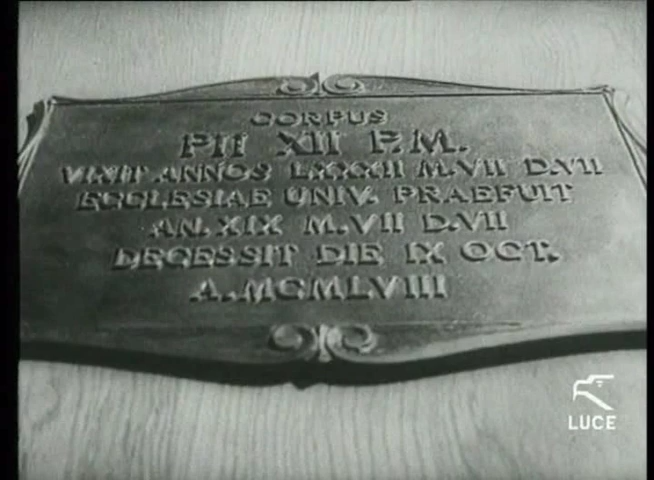 CORPUS
PII XII P.M.
VIXIT ANNOS LXXXII M.VII D.VII
ECCLESIAE UNIV. PRAEFUIT
AN.XIX M.VII D.VII
DECESSIT DIE IX OCT.
A.MCMLVIII
LUCE